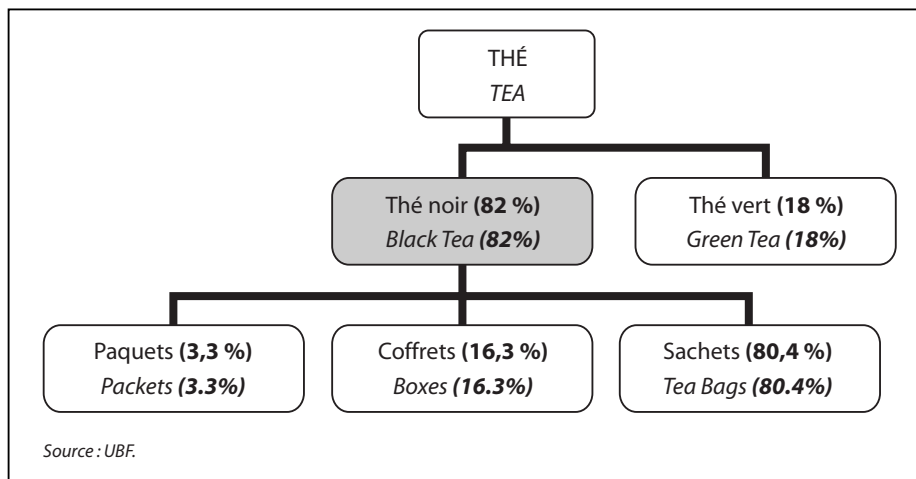 THÉ
TEA
Thé noir (82 %)
Black Tea (82%)
Thé vert (18 %)
Green Tea (18%)
Paquets (3,3 %)
Packets (3.3%)
Coffrets (16,3 %)
Boxes (16.3%)
Sachets (80,4 %)
Tea Bags (80.4%)
Source : UBF.